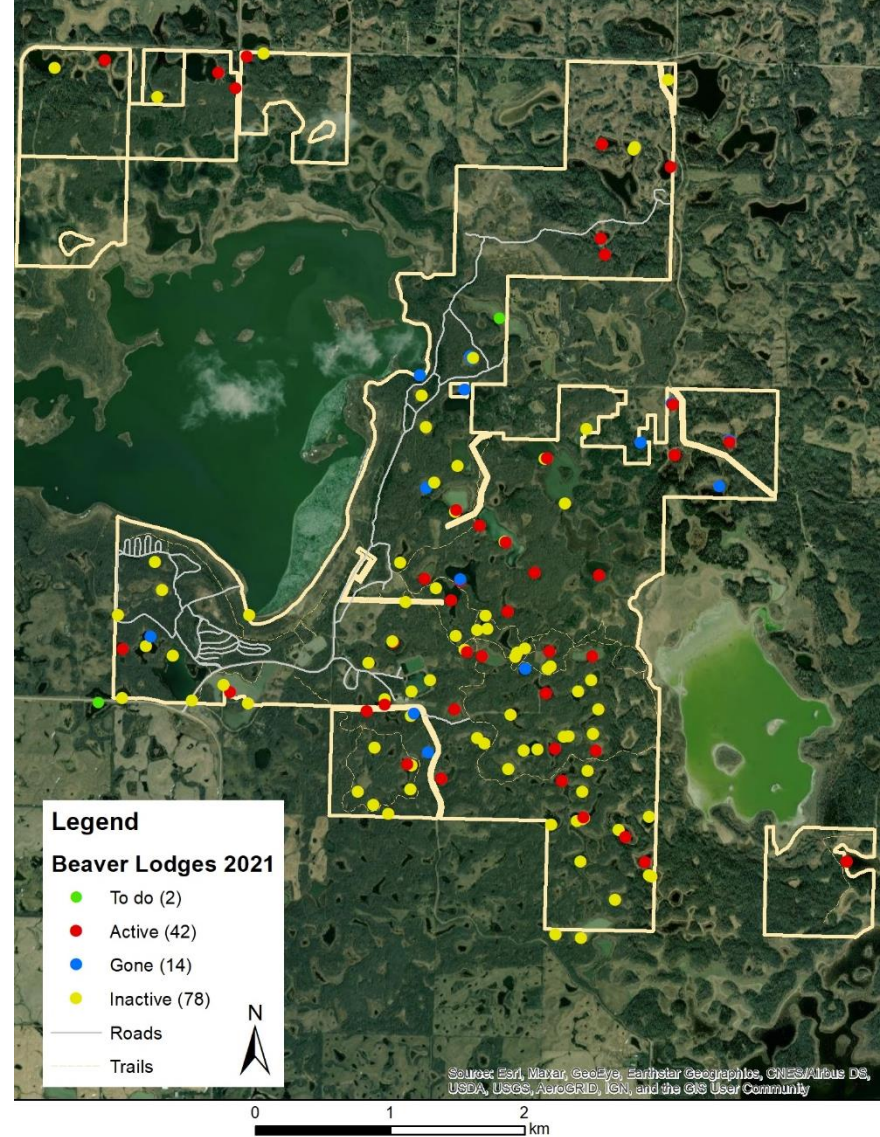 Legend
Beaver Lodges 2021
To do (2)
Active (42)
Gone (14)
Inactive (78)
Roads
Trails
N
Source: Esri, Maxar, GeoEye, Earthstar Geographics, CNES/Airbus DS,
USDA, USGS, AeroGRID, IGN, and the GIS User Community
0 1 2
km